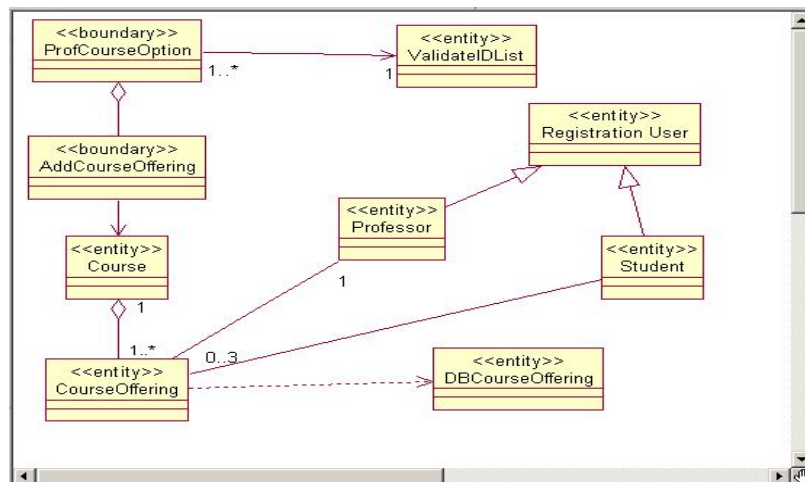 <<boundary>>
ProfCourseOption
1..*
1
<<entity>>
ValidateIDList
<<boundary>>
AddCourseOffering
<<entity>>
Registration User
<<entity>>
Professor
1
<<entity>>
Student
<<entity>>
Course
1
1..*
0..3
<<entity>>
CourseOffering
<<entity>>
DBCourseOffering